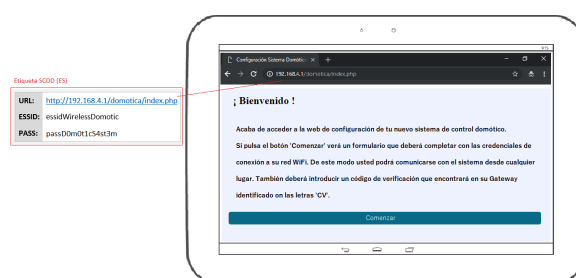 Etiqueta SCDD (ES)
URL: http://192.168.4.1/domotica/index.php
ESSID: essidWirelessDomotic
PASS: passD0m0t1cS4st3m
Configuración Sistema Domótic
192.168.4.1/domotica/index.php
¡ Bienvenido !
Acaba de acceder a la web de configuración de tu nuevo sistema de control domótico.
Si pulsa el botón 'Comenzar' verá un formulario que deberá completar con las credenciales de
conexión a su red WiFi. De este modo usted podrá comunicarse con el sistema desde cualquier
lugar. También deberá introducir un código de verificación que encontrará en su Gateway
identificado on las letras 'CV'.
Comenzar